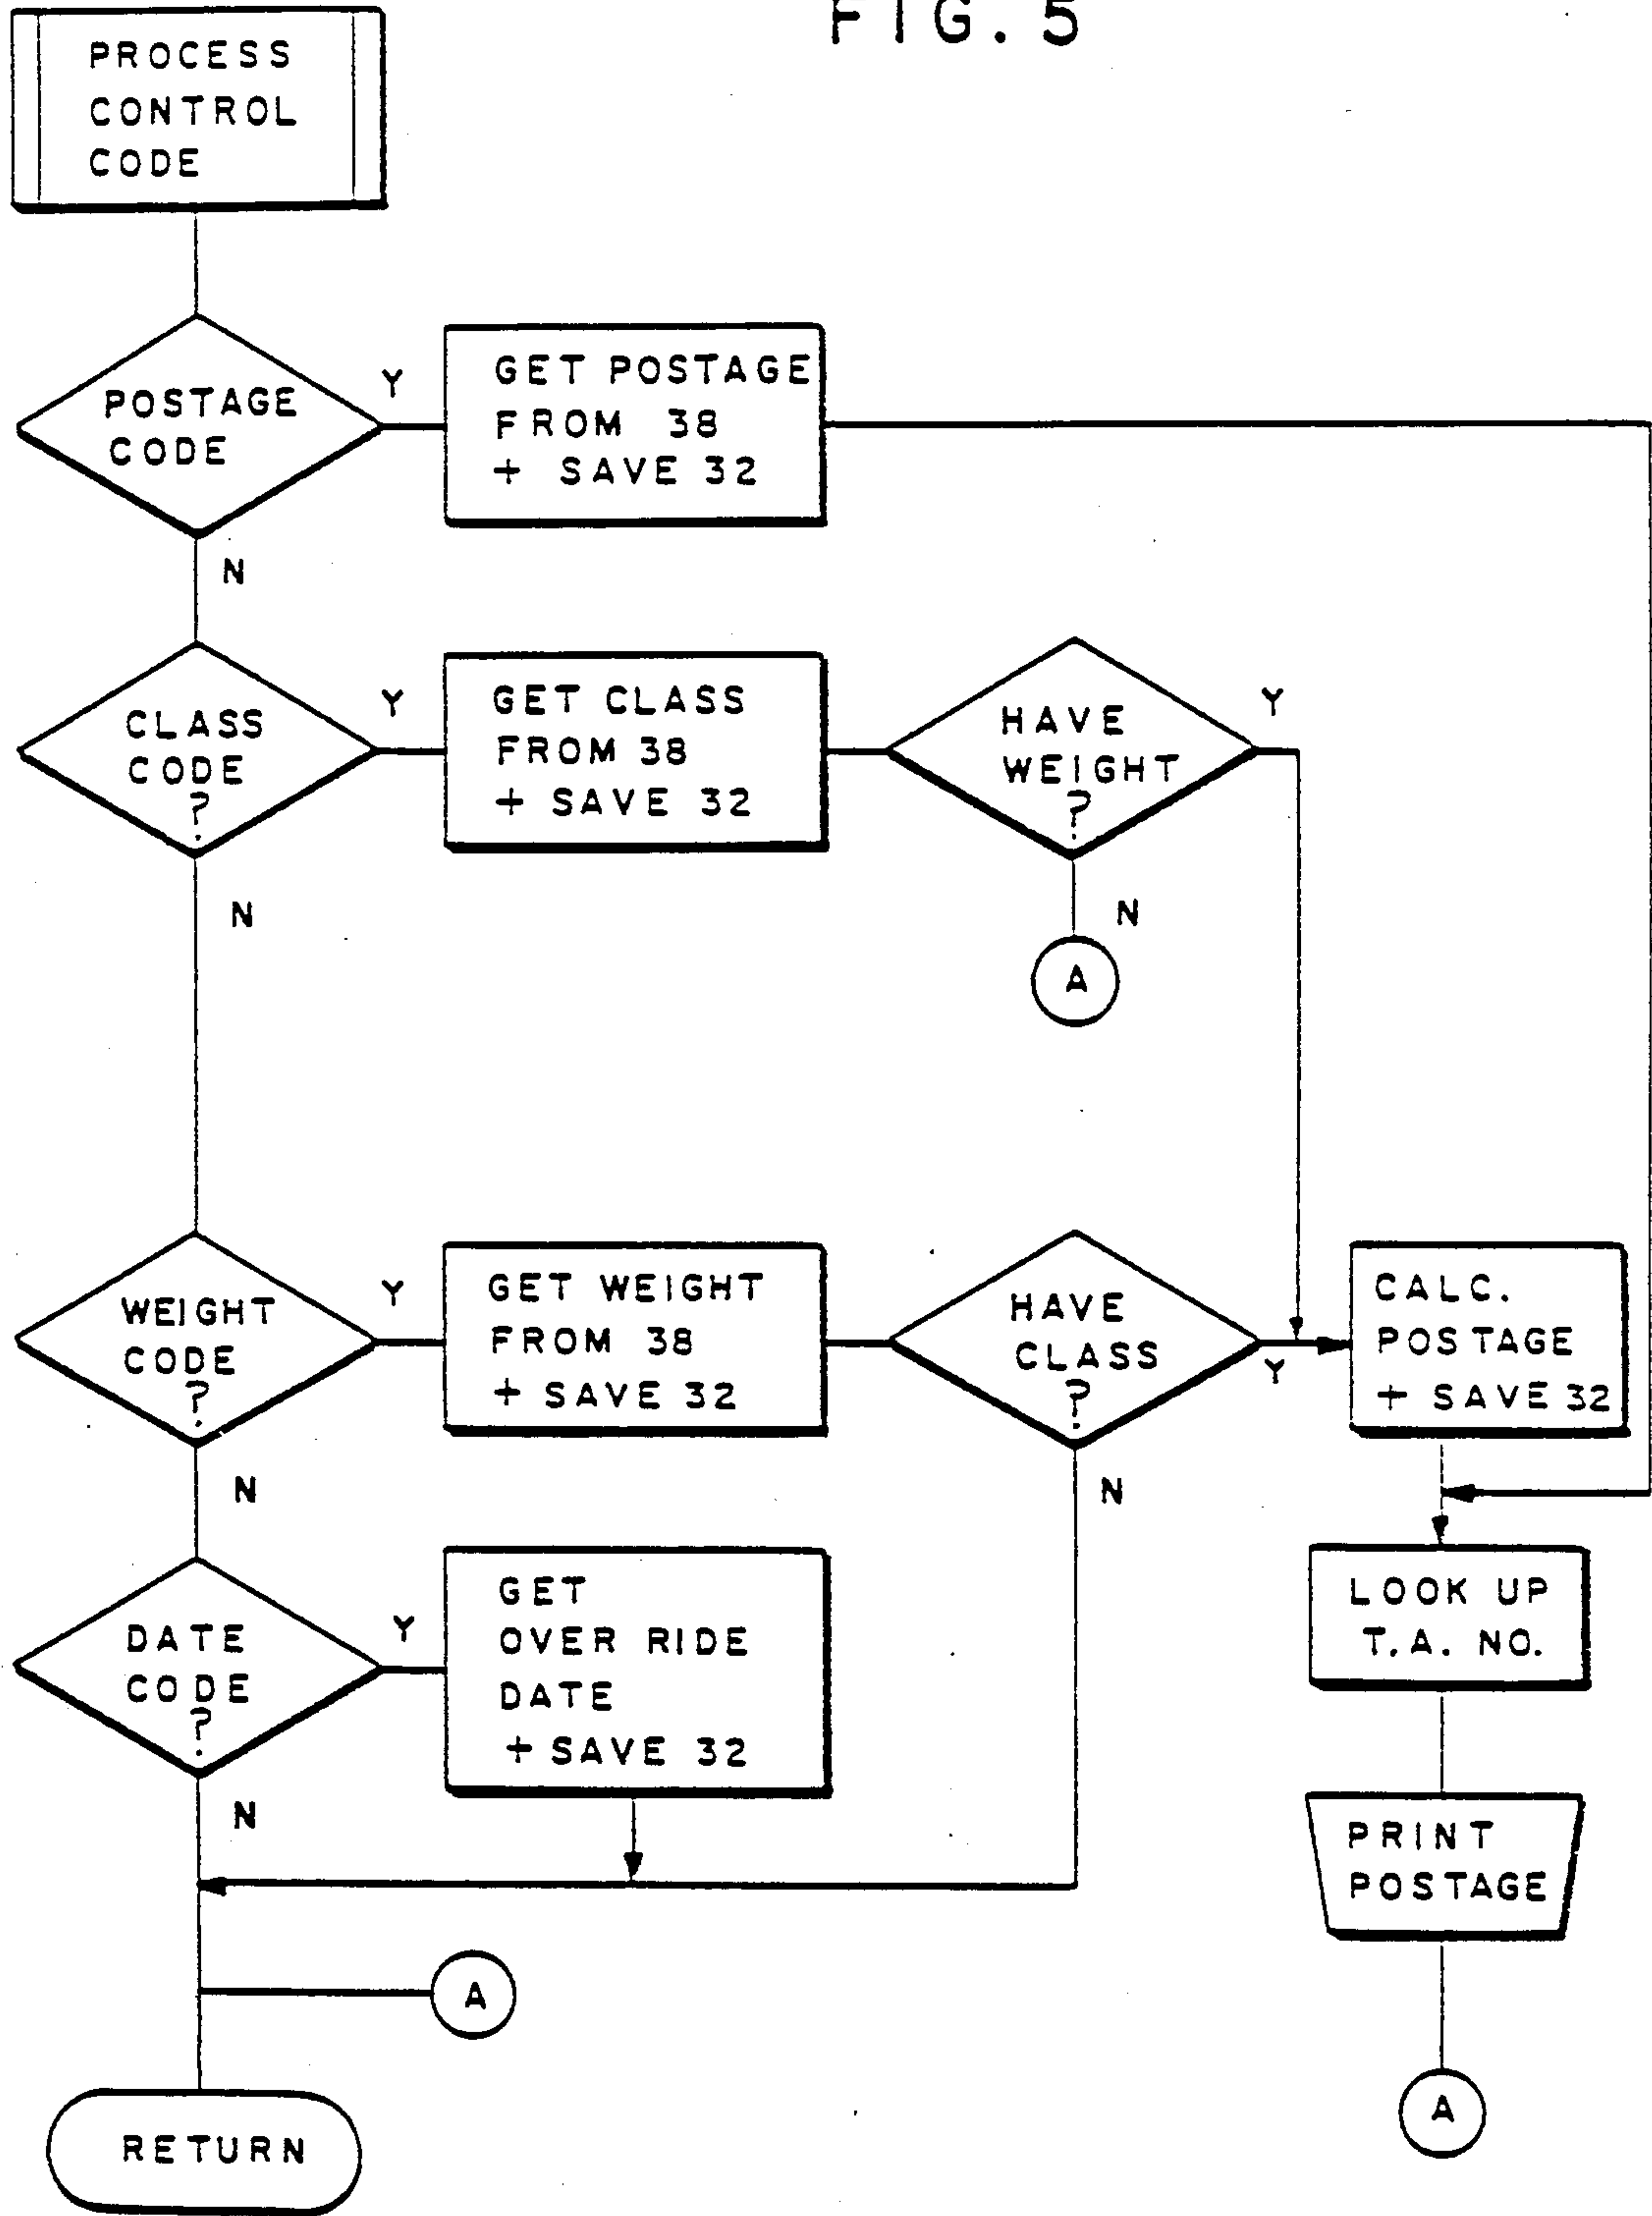 FIG. 5
PROCESS
CONTROL
CODE
POSTAGE
CODE
Y
N
GET POSTAGE
FROM 38
+ SAVE 32
CLASS
CODE
?
Y
N
GET CLASS
FROM 38
+ SAVE 32
HAVE
WEIGHT
?
Y
N
A
WEIGHT
CODE
?
Y
N
GET WEIGHT
FROM 38
+ SAVE 32
HAVE
CLASS
?
Y
N
CALC.
POSTAGE
+ SAVE 32
DATE
CODE
?
Y
N
GET
OVER RIDE
DATE
+ SAVE 32
LOOK UP
T.A. NO.
PRINT
POSTAGE
A
A
RETURN